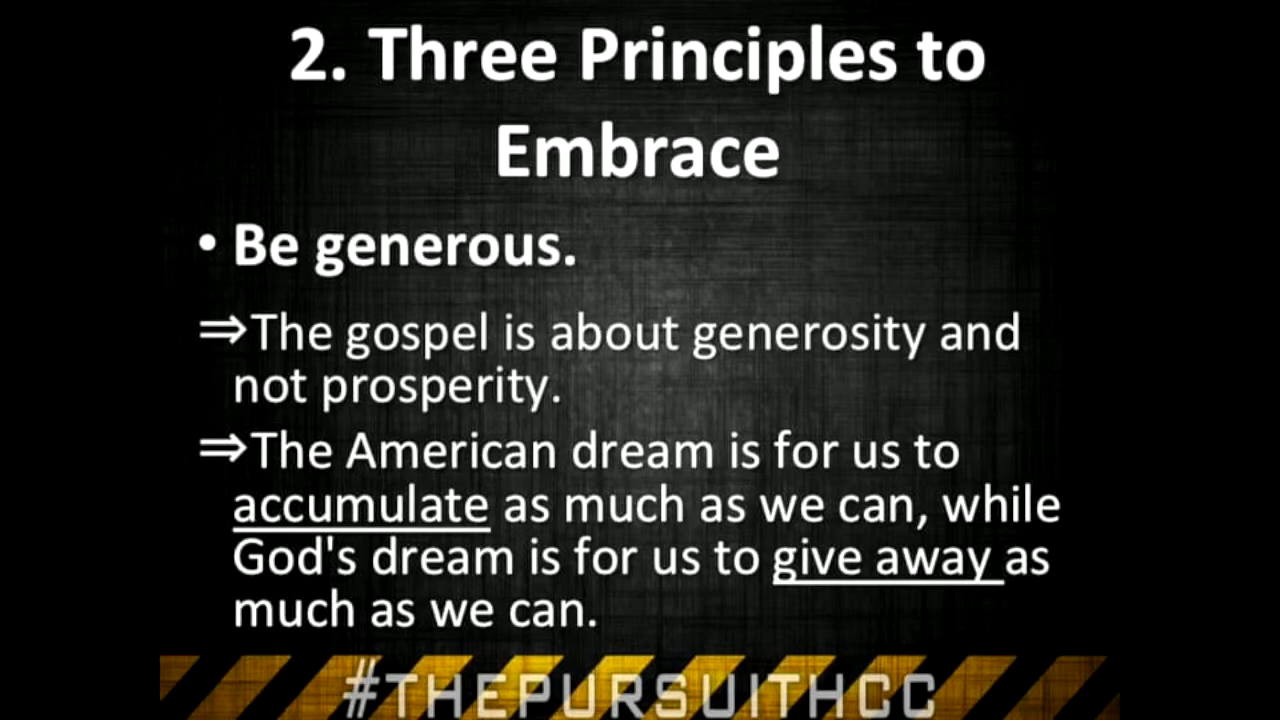 2. Three Principles to
Embrace
• Be generous.
⇒The gospel is about generosity and
not prosperity.
⇒The American dream is for us to
accumulate as much as we can, while
God's dream is for us to give away as
much as we can.
#THEPURSUITHCC